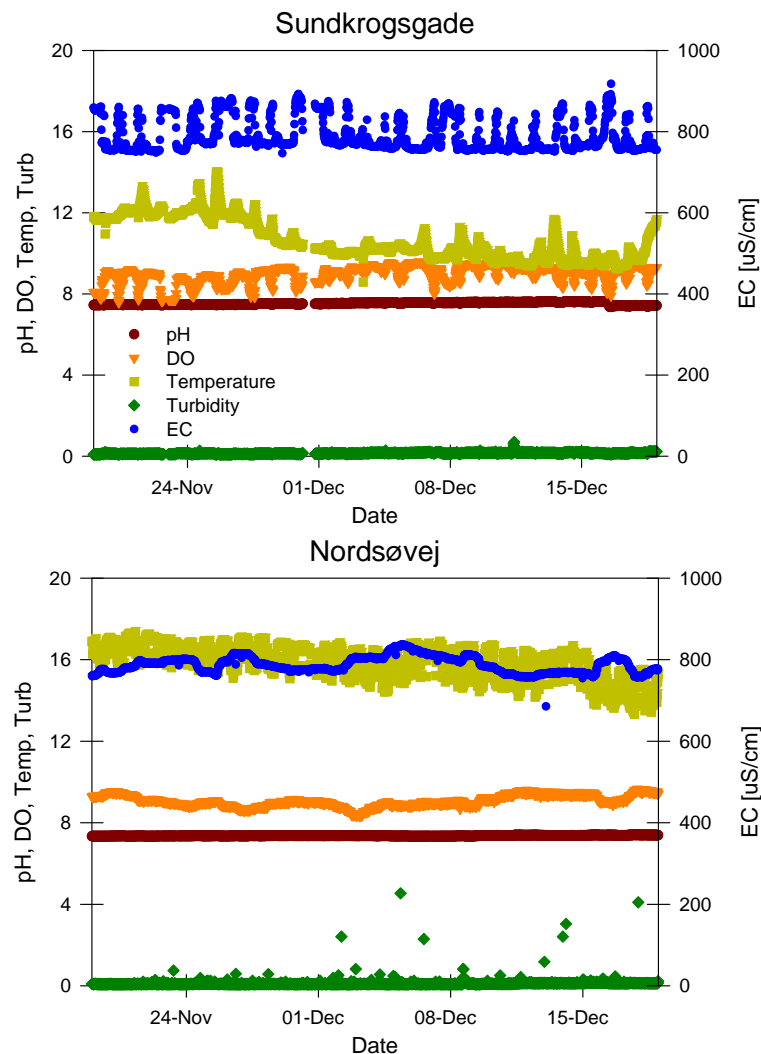 Sundkrogsgade
20
16
12
8
4
0
pH, DO, Temp, Turb
1000
800
600
400
200
0
EC [uS/cm]
pH
DO
Temperature
Turbidity
EC
24-Nov 01-Dec 08-Dec 15-Dec
Date
Nordsøvej
20
16
12
8
4
0
pH, DO, Temp, Turb
1000
800
600
400
200
0
EC [uS/cm]
24-Nov 01-Dec 08-Dec 15-Dec
Date